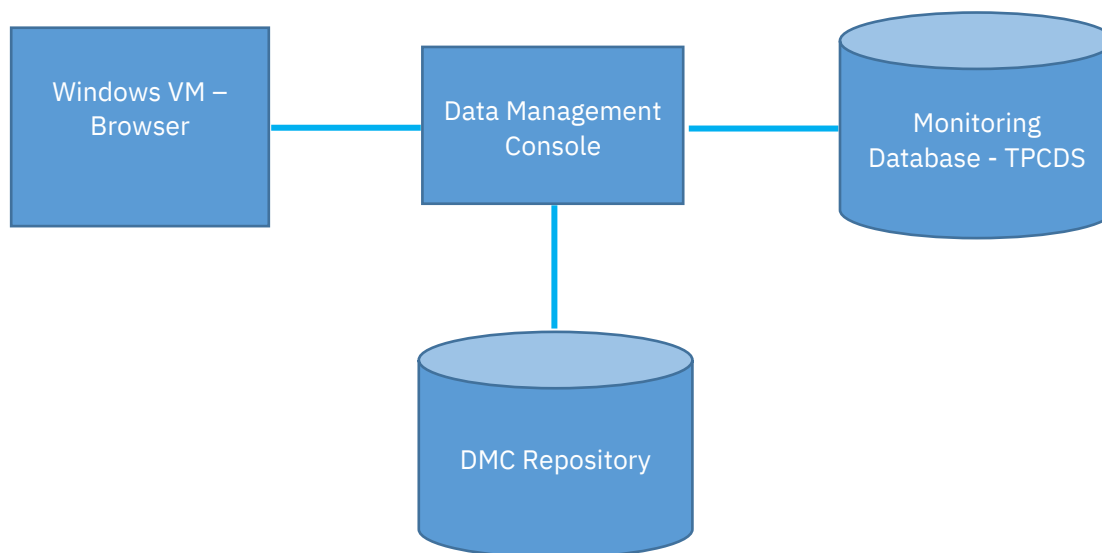 Windows VM –
Browser
Data Management
Console
Monitoring
Database - TPCDS
DMC Repository